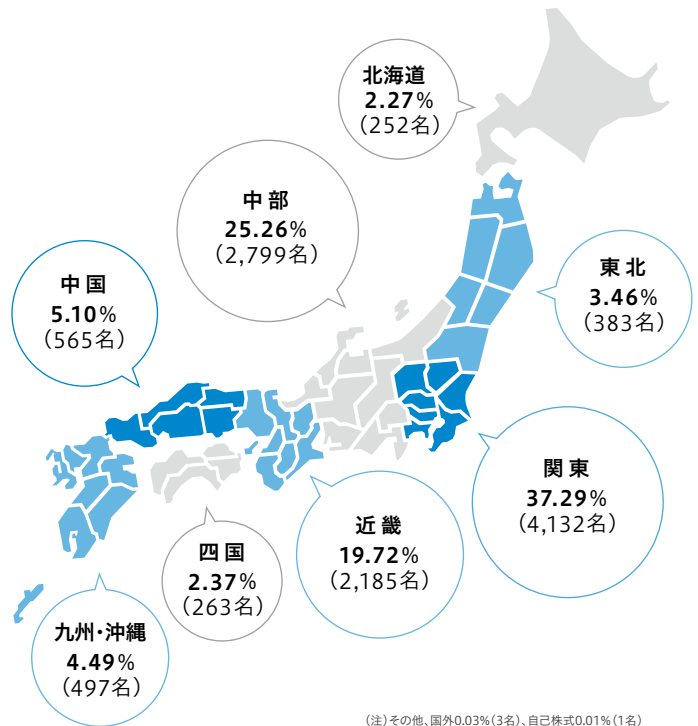 北海道
2.27%
(252名)
中部
25.26%
(2,799名)
中国
5.10%
(565名)
東北
3.46%
(383名)
関東
37.29%
(4,132名)
近畿
19.72%
(2,185名)
四国
2.37%
(263名)
九州・沖縄
4.49%
(497名)
(注)その他、国外0.03%(3名)、自己株式0.01%(1名)